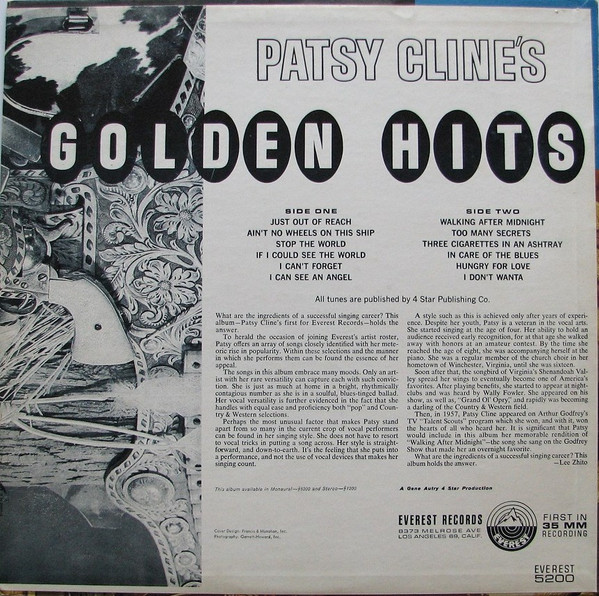 PATSY CLINE'S
GOLDEN HITS
SIDE ONE
JUST OUT OF REACH
AIN'T NO WHEELS ON THIS SHIP
STOP THE WORLD
IF I COULD SEE THE WORLD
I CAN'T FORGET
I CAN SEE AN ANGEL
SIDE TWO
WALKING AFTER MIDNIGHT
TOO MANY SECRETS
THREE CIGARETTES IN AN ASHTRAY
IN CARE OF THE BLUES
HUNGRY FOR LOVE
I DON'T WANTA
All tunes are published by 4 Star Publishing Co.
What are the ingredients of a successful singing career? This
album—Patsy Cline's first for Everest Records—holds the
answer.
To herald the occasion of joining Everest's artist roster,
Patsy offers an array of songs closely identified with her mete-
oric rise in popularity. Within these selections and the manner
in which she performs them can be found the essence of her
appeal.
The songs in this album embrace many moods. Only an art-
ist with her rare versatility can capture each with such convic-
tion. She is just as much at home in a bright, rhythmically
contagious number as she is in a soulful, blues-tinged ballad.
Her vocal versatility is further evidenced in the fact that she
handles with equal ease and proficiency both "pop" and Coun-
try & Western selections.
Perhaps the most unusual factor that makes Patsy stand
apart from so many in the current crop of vocal performers
can be found in her singing style. She does not have to resort
to vocal tricks in putting a song across. Her style is straight-
forward, and down-to-earth. It's the feeling that she puts into
a performance, and not the use of vocal devices that makes her
singing count.
A style such as this is achieved only after years of experi-
ence. Despite her youth, Patsy is a veteran in the vocal arts.
She started singing at the age of four. Her ability to hold an
audience received early recognition, for at that age she walked
away with honors at an amateur contest. By the time she
reached the age of eight, she was accompanying herself at the
piano. She was a regular member of the church choir in her
hometown of Winchester, Virginia, until she was sixteen.
Soon after that, the songbird of Virginia's Shenandoah Val-
ley spread her wings to eventually become one of America's
favorites. After playing benefits, she started to appear at night-
clubs and was heard by Wally Fowler. She appeared on his
show, as well as, "Grand Ol' Opry", and rapidly was becoming
a darling of the Country & Western field.
Then, in 1957, Patsy Cline appeared on Arthur Godfrey's
TV "Talent Scouts" program which she won, and with it, won
the hearts of all who heard her. It is significant that Patsy
would include in this album her memorable rendition of
"Walking After Midnight"—the song she sang on the Godfrey
Show that made her an overnight favorite.
What are the ingredients of a successful singing career? This
album holds the answer.
—Lee Zhito
This album available in Monaural—#5200 and Stereo—#1200
A Gene Autry 4 Star Production
Cover Design: Francis & Monahan, Inc.
Photography: Garrett-Howard, Inc.
EVEREST RECORDS
8373 MELROSE AVE
LOS ANGELES 69, CALIF.
EVEREST
FIRST IN
35 MM
RECORDING
EVEREST
5200